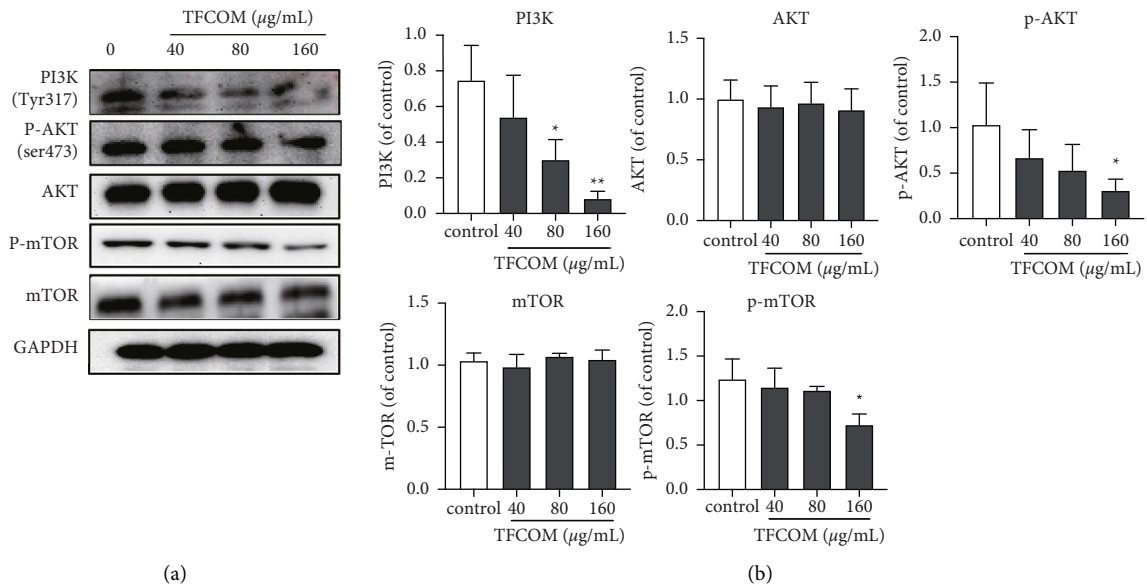 TFCOM (µg/mL)
0 40 80 160
PI3K
(Tyr317)
P-AKT
(ser473)
AKT
P-mTOR
mTOR
GAPDH
(a)
PI3K
PI3K (of control)
1.0
0.8
0.6
0.4
0.2
0.0
*
**
control 40 80 160
TFCOM (µg/mL)
AKT
AKT (of control)
1.5
1.0
0.5
0.0
control 40 80 160
TFCOM (µg/mL)
p-AKT
p-AKT (of control)
2.0
1.5
1.0
0.5
0.0
*
control 40 80 160
TFCOM (µg/mL)
mTOR
m-TOR (of control)
1.5
1.0
0.5
0.0
control 40 80 160
TFCOM (µg/mL)
p-mTOR
p-mTOR (of control)
2.0
1.5
1.0
0.5
0.0
*
control 40 80 160
TFCOM (µg/mL)
(b)